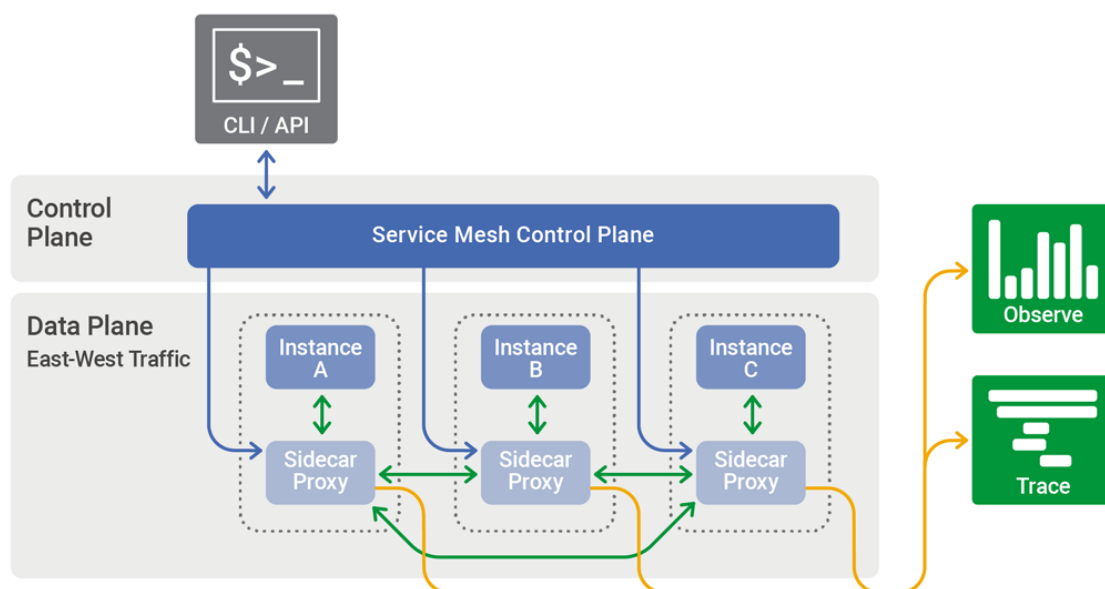 $>_
CLI / API
Control
Plane
Service Mesh Control Plane
Data Plane
East-West Traffic
Instance
A
Instance
B
Instance
C
Sidecar
Proxy
Sidecar
Proxy
Sidecar
Proxy
Observe
Trace